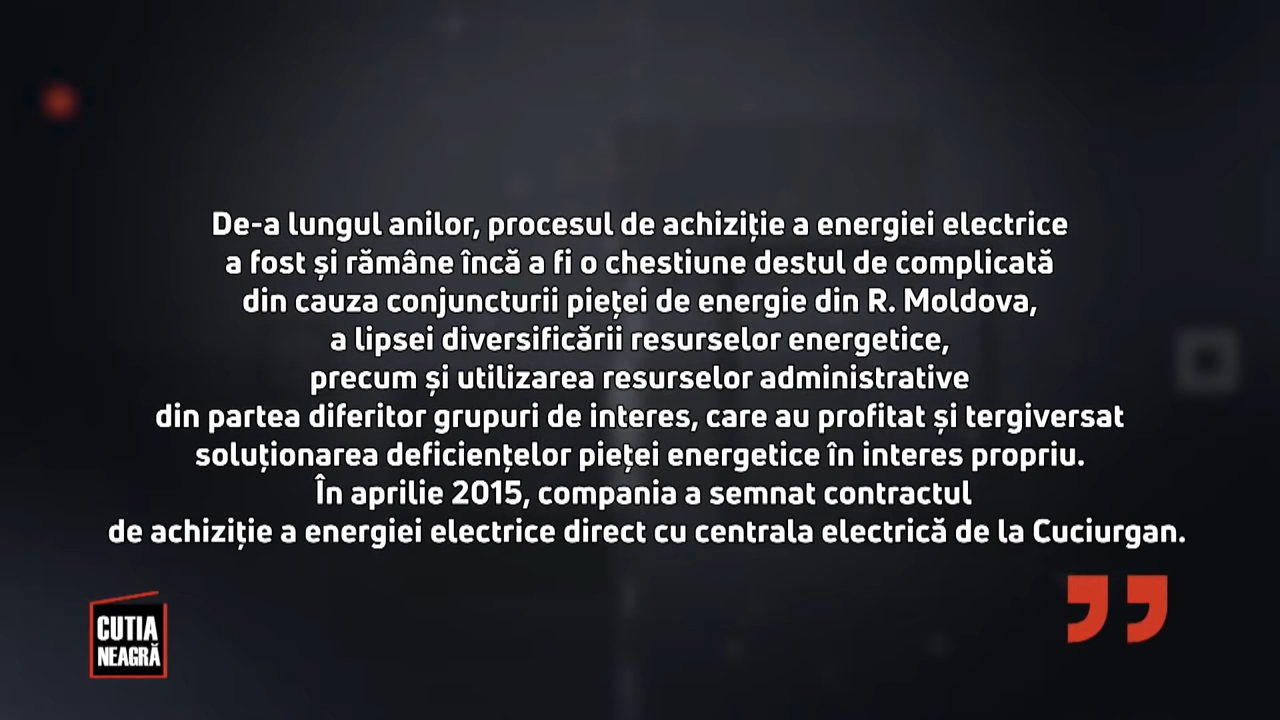 De-a lungul anilor, procesul de achiziție a energiei electrice
a fost și rămâne încă a fi o chestiune destul de complicată
din cauza conjuncturii pieței de energie din R. Moldova,
a lipsei diversificării resurselor energetice,
precum și utilizarea resurselor administrative
din partea diferitor grupuri de interes, care au profitat și tergiversat
soluționarea deficiențelor pieței energetice în interes propriu.
În aprilie 2015, compania a semnat contractul
de achiziție a energiei electrice direct cu centrala electrică de la Cuciurgan.
”
CUTIA
NEAGRĂ